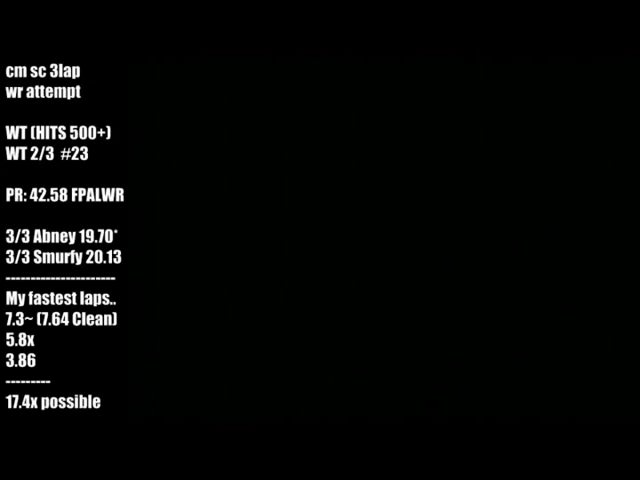 cm sc 3lap
wr attempt
WT (HITS 500+)
WT 2/3 #23
PR: 42.58 FPALWR
3/3 Abney 19.70*
3/3 Smurfy 20.13
----------------------
My fastest laps..
7.3~ (7.64 Clean)
5.8x
3.86
---------
17.4x possible